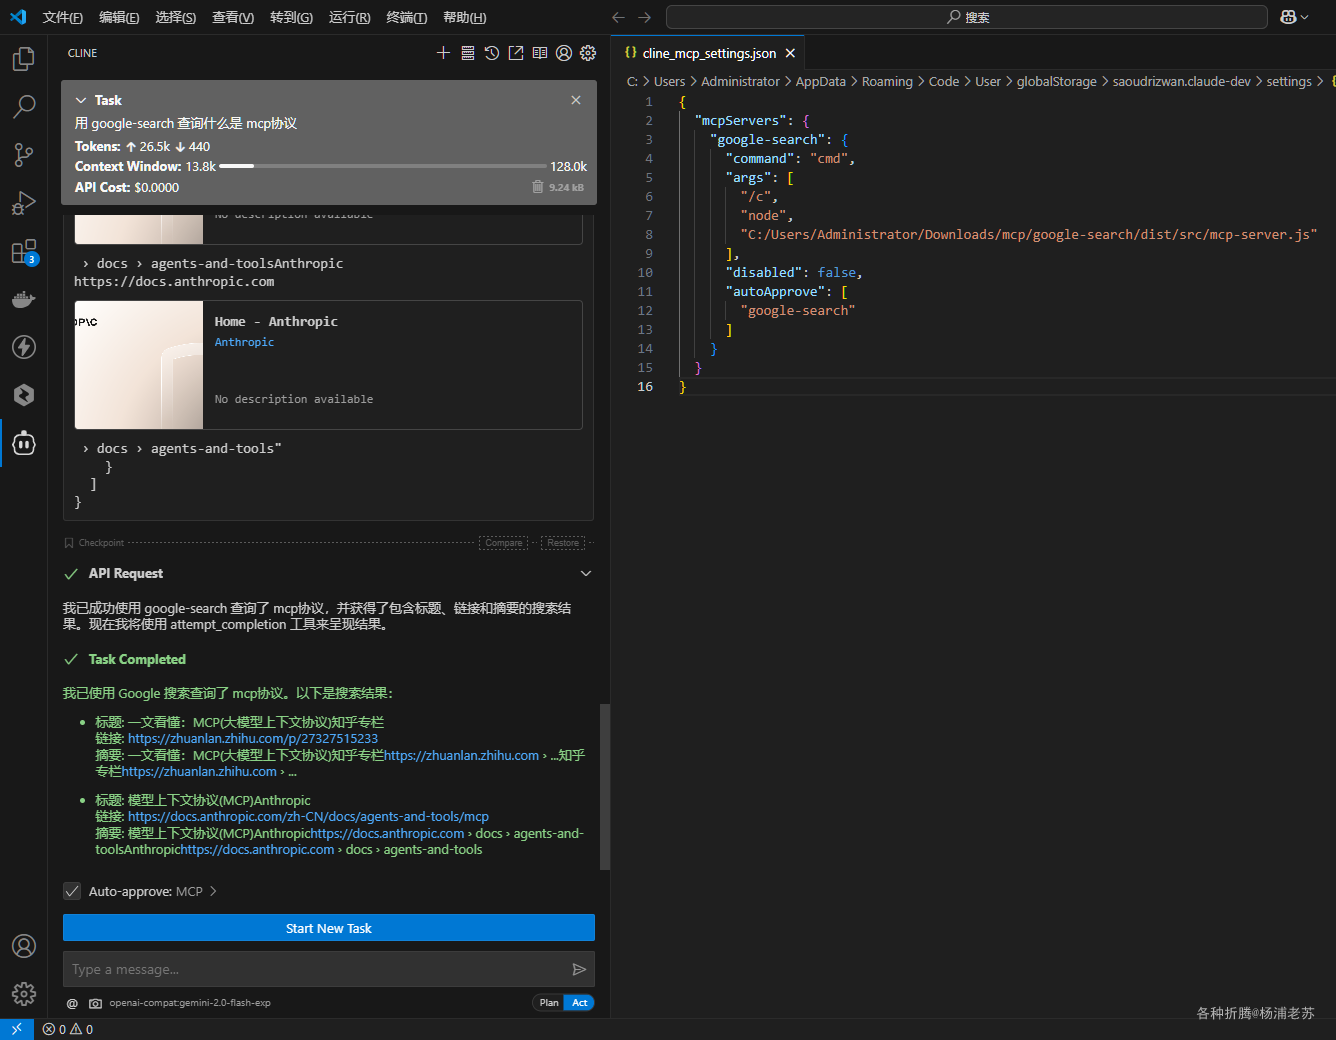 文件(F) 编辑(E) 选择(S) 查看(V) 转到(G) 运行(R) 终端(T) 帮助(H) 搜索
CLINE
Task
用 google-search 查询什么是 mcp协议
Tokens: ↑ 26.5k ↓ 440
Context Window: 13.8k 128.0k
API Cost: $0.0000 9.24 kB
No description available
› docs › agents-and-toolsAnthropic
https://docs.anthropic.com
Home - Anthropic
Anthropic
No description available
› docs › agents-and-tools"
}
]
}
Checkpoint Compare Restore
API Request
我已成功使用 google-search 查询了 mcp协议，并获得了包含标题、链接和摘要的搜索结
果。现在我将使用 attempt_completion 工具来呈现结果。
Task Completed
我已使用 Google 搜索查询了 mcp协议。以下是搜索结果：
• 标题: 一文看懂：MCP(大模型上下文协议)知乎专栏
链接: https://zhuanlan.zhihu.com/p/27327515233
摘要: 一文看懂：MCP(大模型上下文协议)知乎专栏https://zhuanlan.zhihu.com › ...知乎
专栏https://zhuanlan.zhihu.com › ...
• 标题: 模型上下文协议(MCP)Anthropic
链接: https://docs.anthropic.com/zh-CN/docs/agents-and-tools/mcp
摘要: 模型上下文协议(MCP)Anthropichttps://docs.anthropic.com › docs › agents-and-
toolsAnthropichttps://docs.anthropic.com › docs › agents-and-tools
Auto-approve: MCP
Start New Task
Type a message...
@ openai-compat:gemini-2.0-flash-exp Plan Act
3
0 0
cline_mcp_settings.json
C: > Users > Administrator > AppData > Roaming > Code > User > globalStorage > saoudrizwan.claude-dev > settings >
1 {
2 "mcpServers": {
3 "google-search": {
4 "command": "cmd",
5 "args": [
6 "/c",
7 "node",
8 "C:/Users/Administrator/Downloads/mcp/google-search/dist/src/mcp-server.js"
9 ],
10 "disabled": false,
11 "autoApprove": [
12 "google-search"
13 ]
14 }
15 }
16 }
各种折腾@杨浦老苏